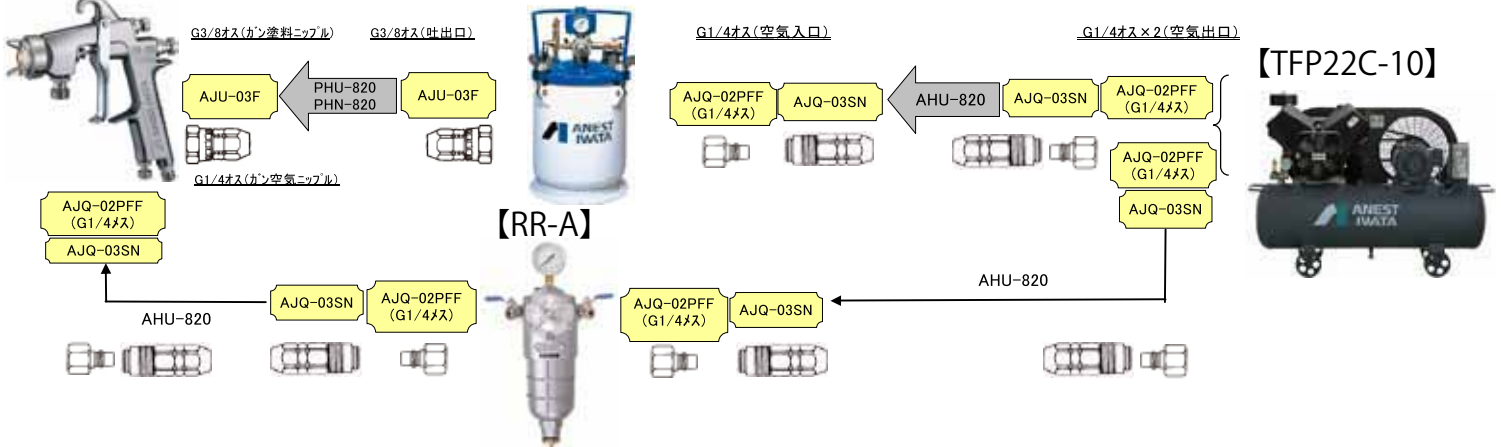 G3/8オス(ガン塗料ニップル)
G3/8オス(吐出口)
G1/4オス(空気入口)
G1/4オス×2(空気出口)
【TFP22C-10】
AJU-03F
PHU-820
PHN-820
AJU-03F
ANEST
IWATA
AJQ-02PFF
(G1/4メス)
AJQ-03SN
AHU-820
AJQ-03SN
AJQ-02PFF
(G1/4メス)
AJQ-02PFF
(G1/4メス)
AJQ-03SN
ANEST
IWATA
G1/4オス(ガン空気ニップル)
AJQ-02PFF
(G1/4メス)
AJQ-03SN
【RR-A】
AHU-820
AJQ-03SN
AJQ-02PFF
(G1/4メス)
AJQ-02PFF
(G1/4メス)
AJQ-03SN
AHU-820